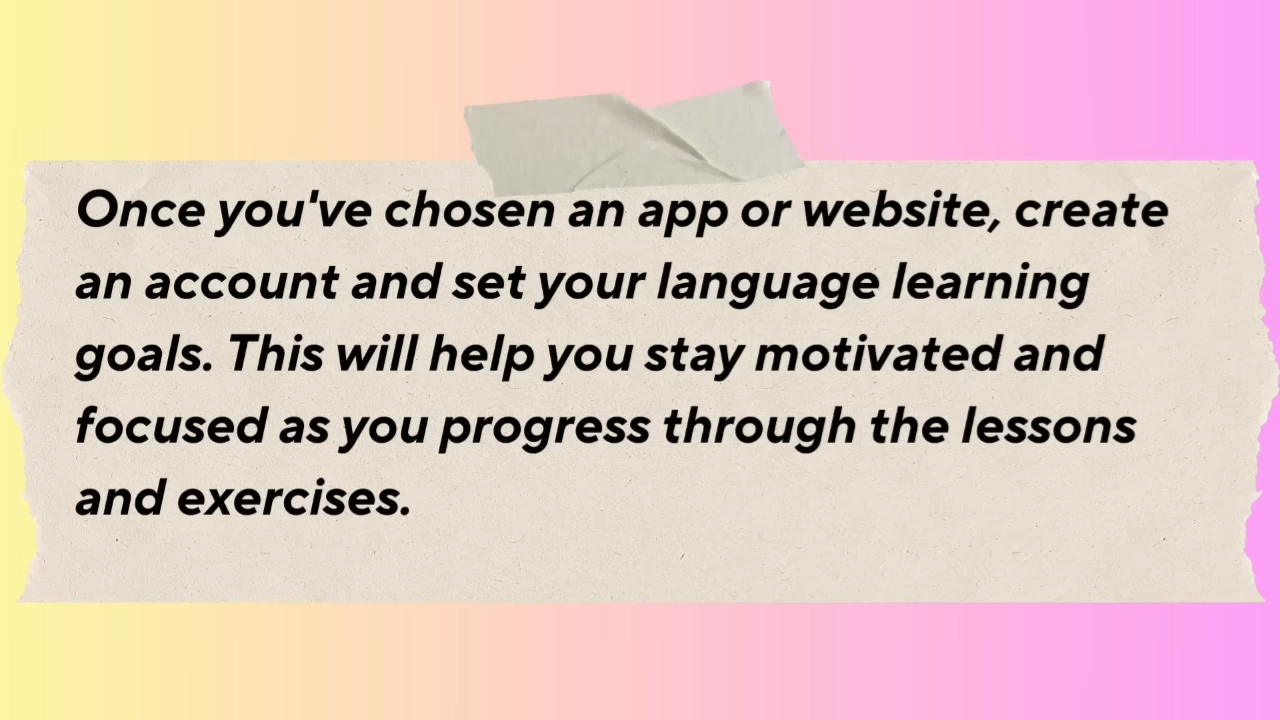 Once you've chosen an app or website, create
an account and set your language learning
goals. This will help you stay motivated and
focused as you progress through the lessons
and exercises.